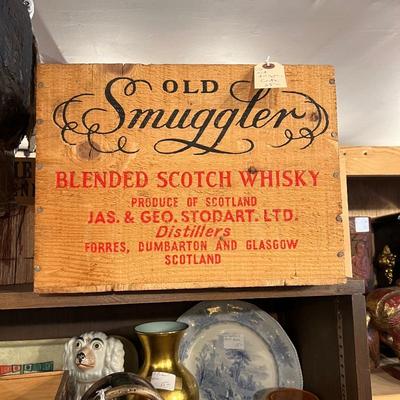 OLD
Smuggler
BLENDED SCOTCH WHISKY
PRODUCE OF SCOTLAND
JAS. & GEO. STODART. LTD.
Distillers
FORRES, DUMBARTON AND GLASGOW
SCOTLAND